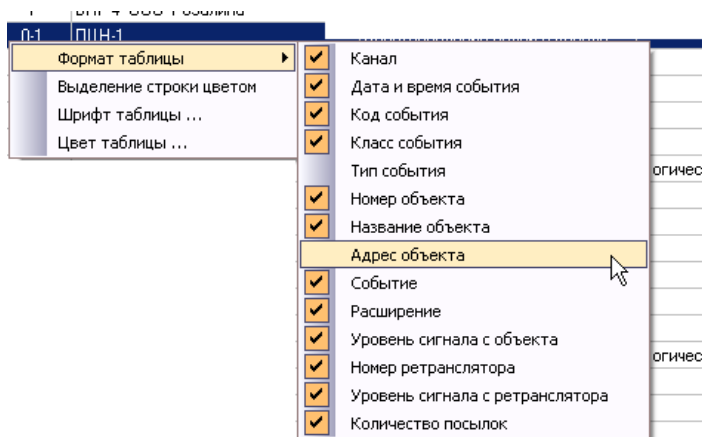 0-1 ПЦН-1
Формат таблицы
Выделение строки цветом
Шрифт таблицы ...
Цвет таблицы ...
Канал
Дата и время события
Код события
Класс события
Тип события
Номер объекта
Название объекта
Адрес объекта
Событие
Расширение
Уровень сигнала с объекта
Номер ретранслятора
Уровень сигнала с ретранслятора
Количество посылок
огичес
огичес